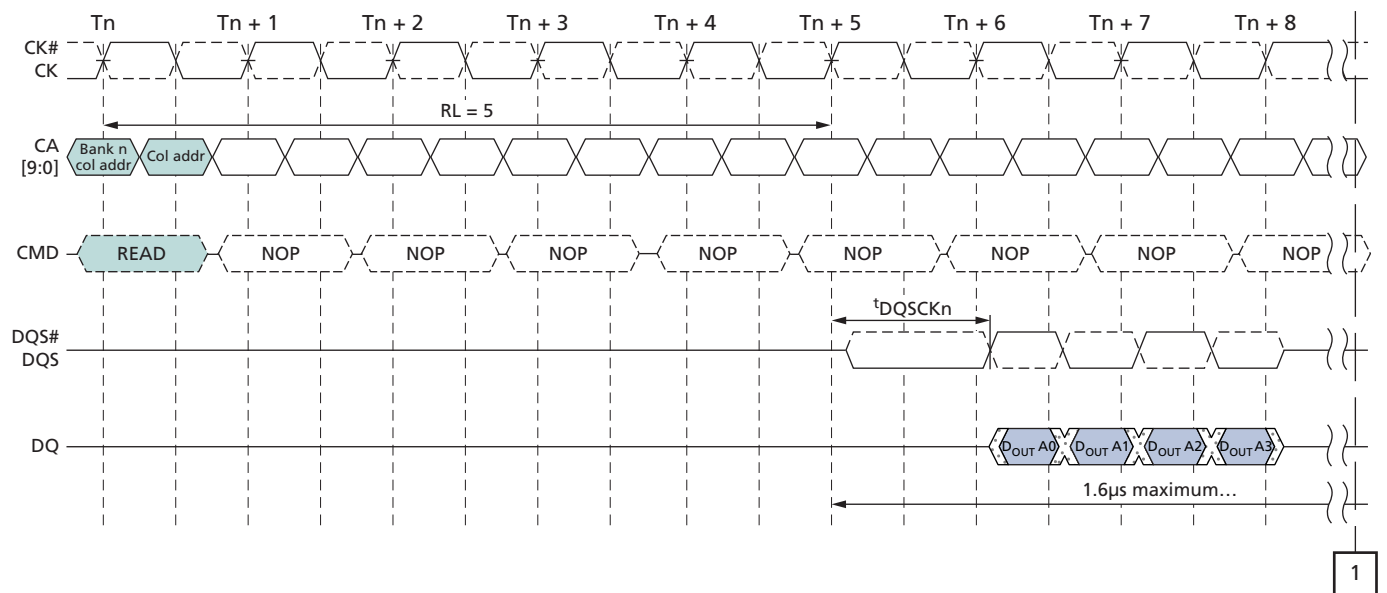 Tn Tn + 1 Tn + 2 Tn + 3 Tn + 4 Tn + 5 Tn + 6 Tn + 7 Tn + 8
CK#
CK
RL = 5
CA
[9:0]
Bank n
col addr
Col addr
CMD READ NOP NOP NOP NOP NOP NOP NOP NOP
tDQSCKn
DQS#
DQS
DQ DOUT A0 DOUT A1 DOUT A2 DOUT A3
1.6µs maximum…
1